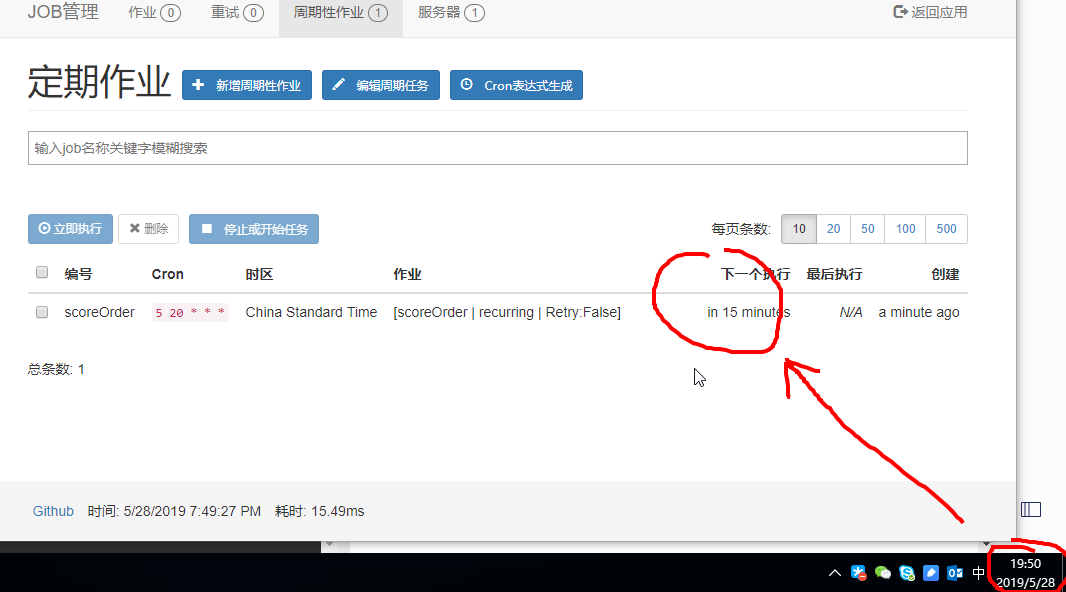 JOB管理 作业 0 重试 0 周期性作业 1 服务器 1 返回应用
定期作业 新增周期性作业 编辑周期任务 Cron表达式生成
输入job名称关键字模糊搜索
立即执行 删除 停止或开始任务 每页条数: 10 20 50 100 500
编号 Cron 时区 作业 下一个执行 最后执行 创建
scoreOrder 5 20 * * * China Standard Time [scoreOrder | recurring | Retry:False] in 15 minutes N/A a minute ago
总条数: 1
Github 时间: 5/28/2019 7:49:27 PM 耗时: 15.49ms
中 19:50
2019/5/28